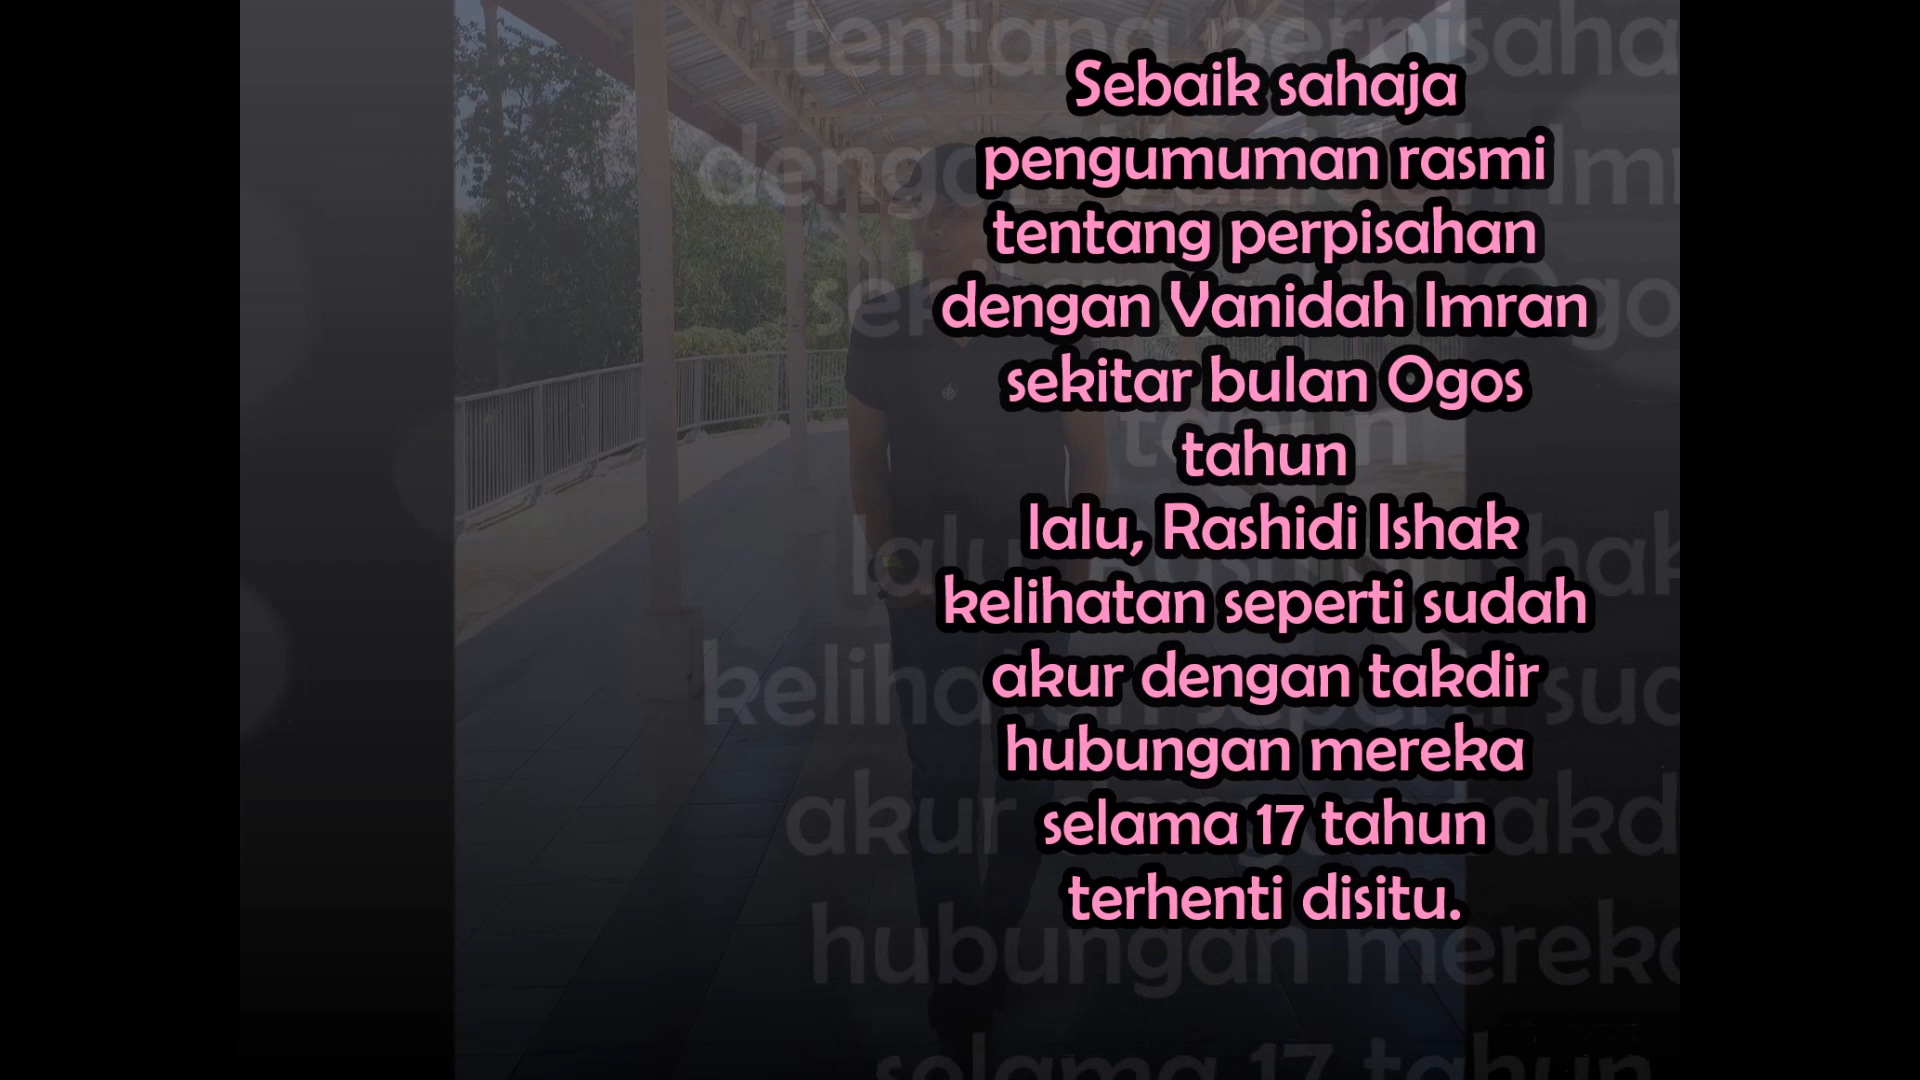 Sebaik sahaja
pengumuman rasmi
tentang perpisahan
dengan Vanidah Imran
sekitar bulan Ogos
tahun
lalu, Rashidi Ishak
kelihatan seperti sudah
akur dengan takdir
hubungan mereka
selama 17 tahun
terhenti disitu.